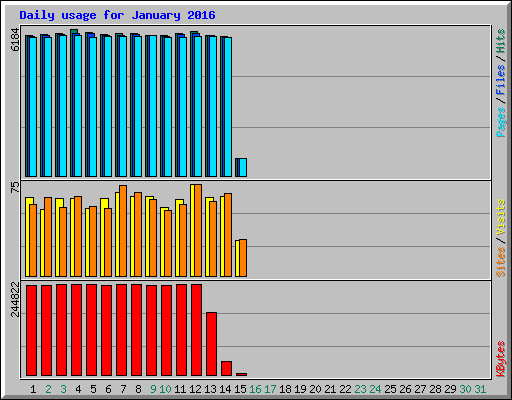 Daily usage for January 2016
6184
75
244822
Pages/Files/Hits
Sites/Visits
KBytes
1 2 3 4 5 6 7 8 9 10 11 12 13 14 15 16 17 18 19 20 21 22 23 24 25 26 27 28 29 30 31